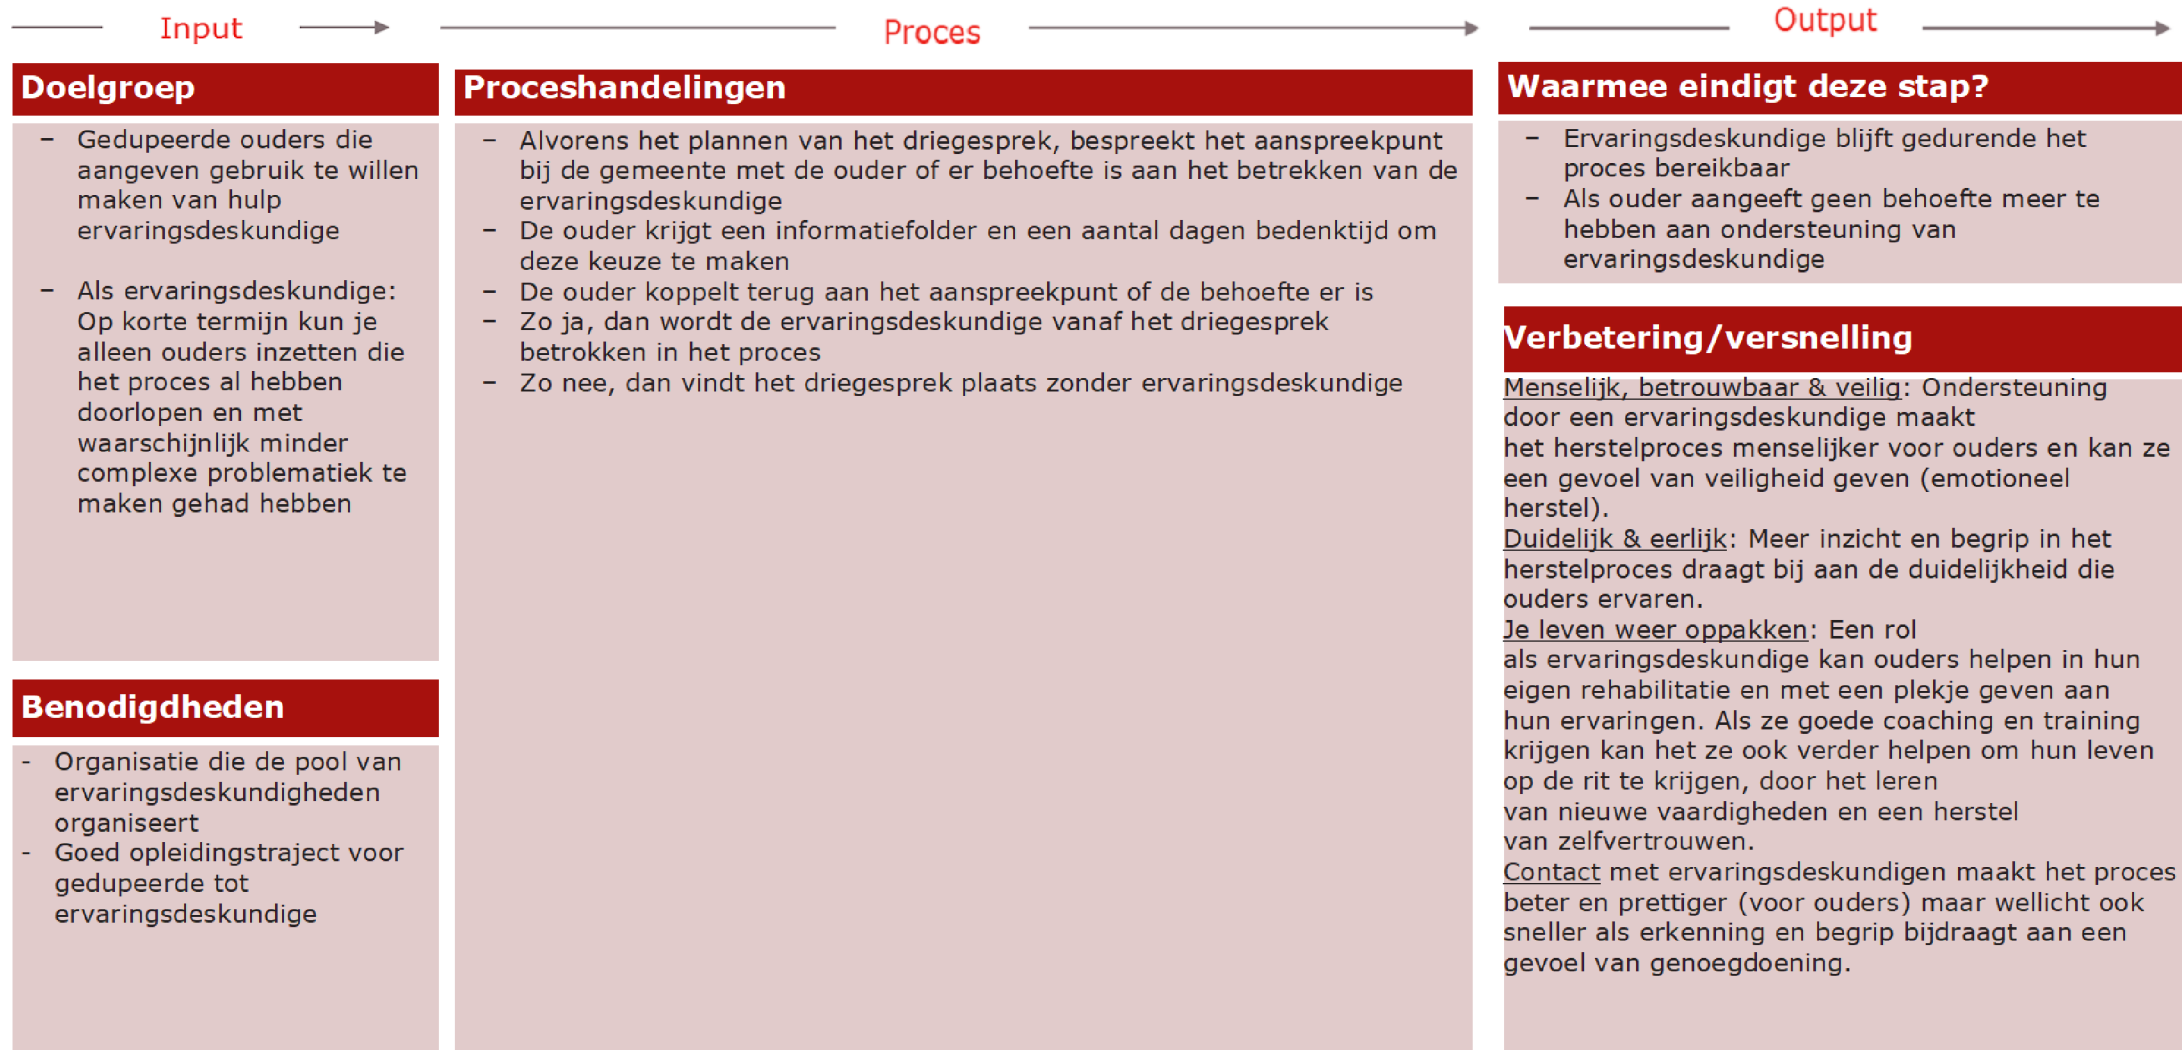 Input
Proces
Output
Doelgroep
– Gedupeerde ouders die
aangeven gebruik te willen
maken van hulp
ervaringsdeskundige
– Als ervaringsdeskundige:
Op korte termijn kun je
alleen ouders inzetten die
het proces al hebben
doorlopen en met
waarschijnlijk minder
complexe problematiek te
maken gehad hebben
Benodigdheden
- Organisatie die de pool van
ervaringsdeskundigheden
organiseert
- Goed opleidingstraject voor
gedupeerde tot
ervaringsdeskundige
Proceshandelingen
– Alvorens het plannen van het driegesprek, bespreekt het aanspreekpunt
bij de gemeente met de ouder of er behoefte is aan het betrekken van de
ervaringsdeskundige
– De ouder krijgt een informatiefolder en een aantal dagen bedenktijd om
deze keuze te maken
– De ouder koppelt terug aan het aanspreekpunt of de behoefte er is
– Zo ja, dan wordt de ervaringsdeskundige vanaf het driegesprek
betrokken in het proces
– Zo nee, dan vindt het driegesprek plaats zonder ervaringsdeskundige
Waarmee eindigt deze stap?
– Ervaringsdeskundige blijft gedurende het
proces bereikbaar
– Als ouder aangeeft geen behoefte meer te
hebben aan ondersteuning van
ervaringsdeskundige
Verbetering/versnelling
Menselijk, betrouwbaar & veilig: Ondersteuning
door een ervaringsdeskundige maakt
het herstelproces menselijker voor ouders en kan ze
een gevoel van veiligheid geven (emotioneel
herstel).
Duidelijk & eerlijk: Meer inzicht en begrip in het
herstelproces draagt bij aan de duidelijkheid die
ouders ervaren.
Je leven weer oppakken: Een rol
als ervaringsdeskundige kan ouders helpen in hun
eigen rehabilitatie en met een plekje geven aan
hun ervaringen. Als ze goede coaching en training
krijgen kan het ze ook verder helpen om hun leven
op de rit te krijgen, door het leren
van nieuwe vaardigheden en een herstel
van zelfvertrouwen.
Contact met ervaringsdeskundigen maakt het proces
beter en prettiger (voor ouders) maar wellicht ook
sneller als erkenning en begrip bijdraagt aan een
gevoel van genoegdoening.